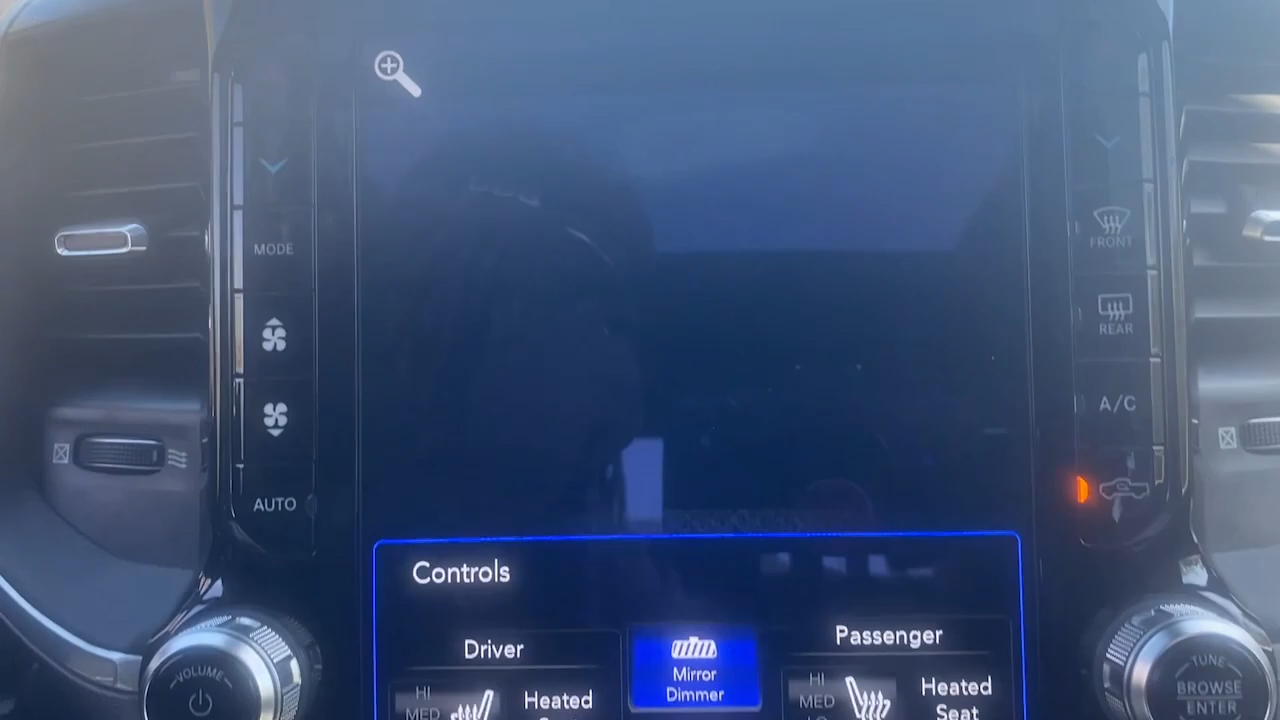 MODE
AUTO
VOLUME
FRONT
REAR
A/C
TUNE
BROWSE
ENTER
Controls
Driver
HI
MED
Heated
Mirror
Dimmer
Passenger
HI
MED
Heated
Seat